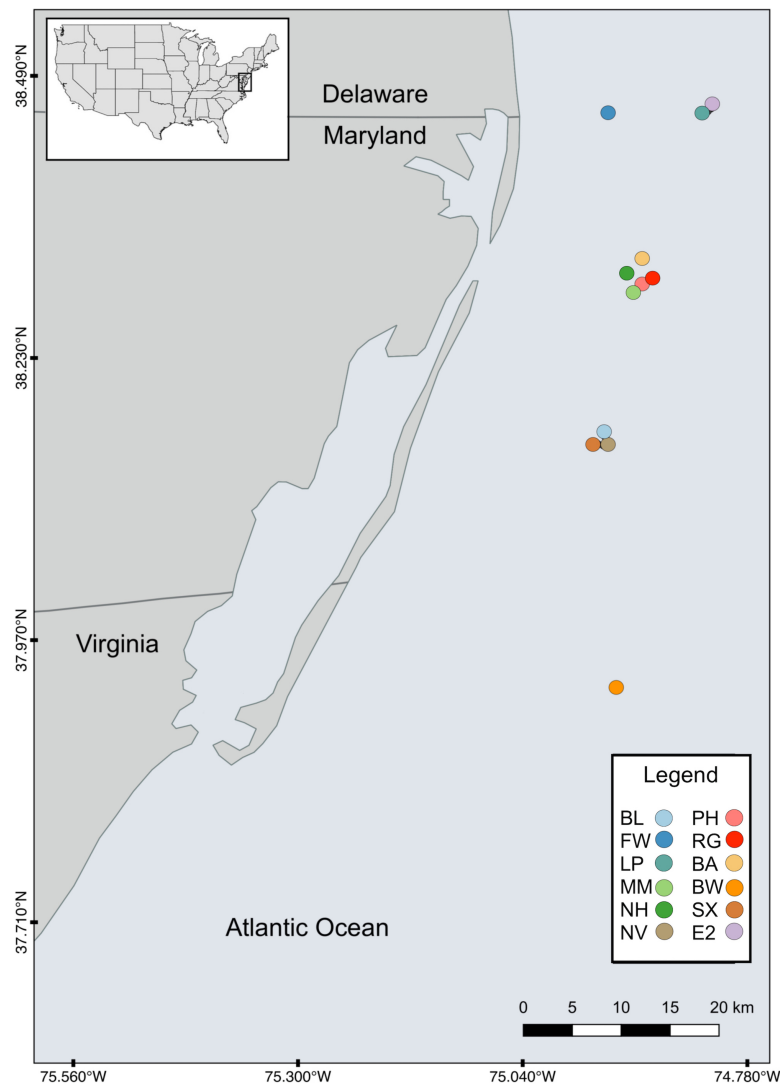 38.490°N
Delaware
Maryland
38.230°N
37.970°N
Virginia
Legend
BL PH
FW RG
LP BA
MM BW
NH SX
NV E2
37.710°N
Atlantic Ocean
0 5 10 15 20 km
75.560°W 75.300°W 75.040°W 74.780°W